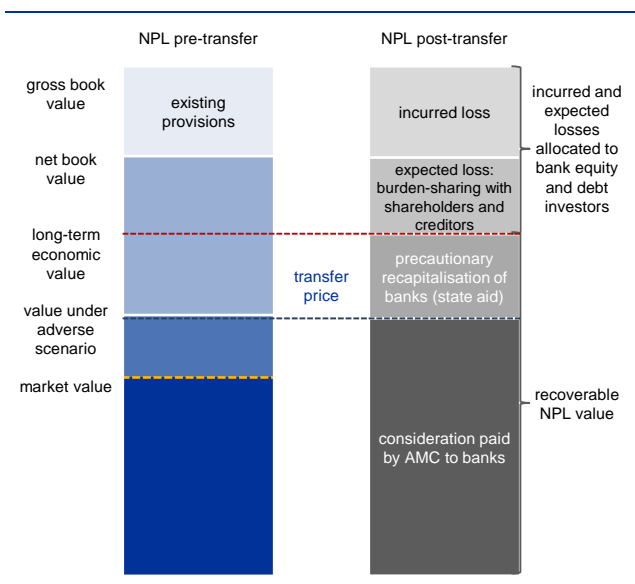 NPL pre-transfer
NPL post-transfer
gross book
value
existing
provisions
incurred loss
incurred and
expected
losses
allocated to
bank equity
and debt
investors
net book
value
expected loss:
burden-sharing with
shareholders and
creditors
long-term
economic
value
transfer
price
precautionary
recapitalisation of
banks (state aid)
value under
adverse
scenario
market value
recoverable
NPL value
consideration paid
by AMC to banks